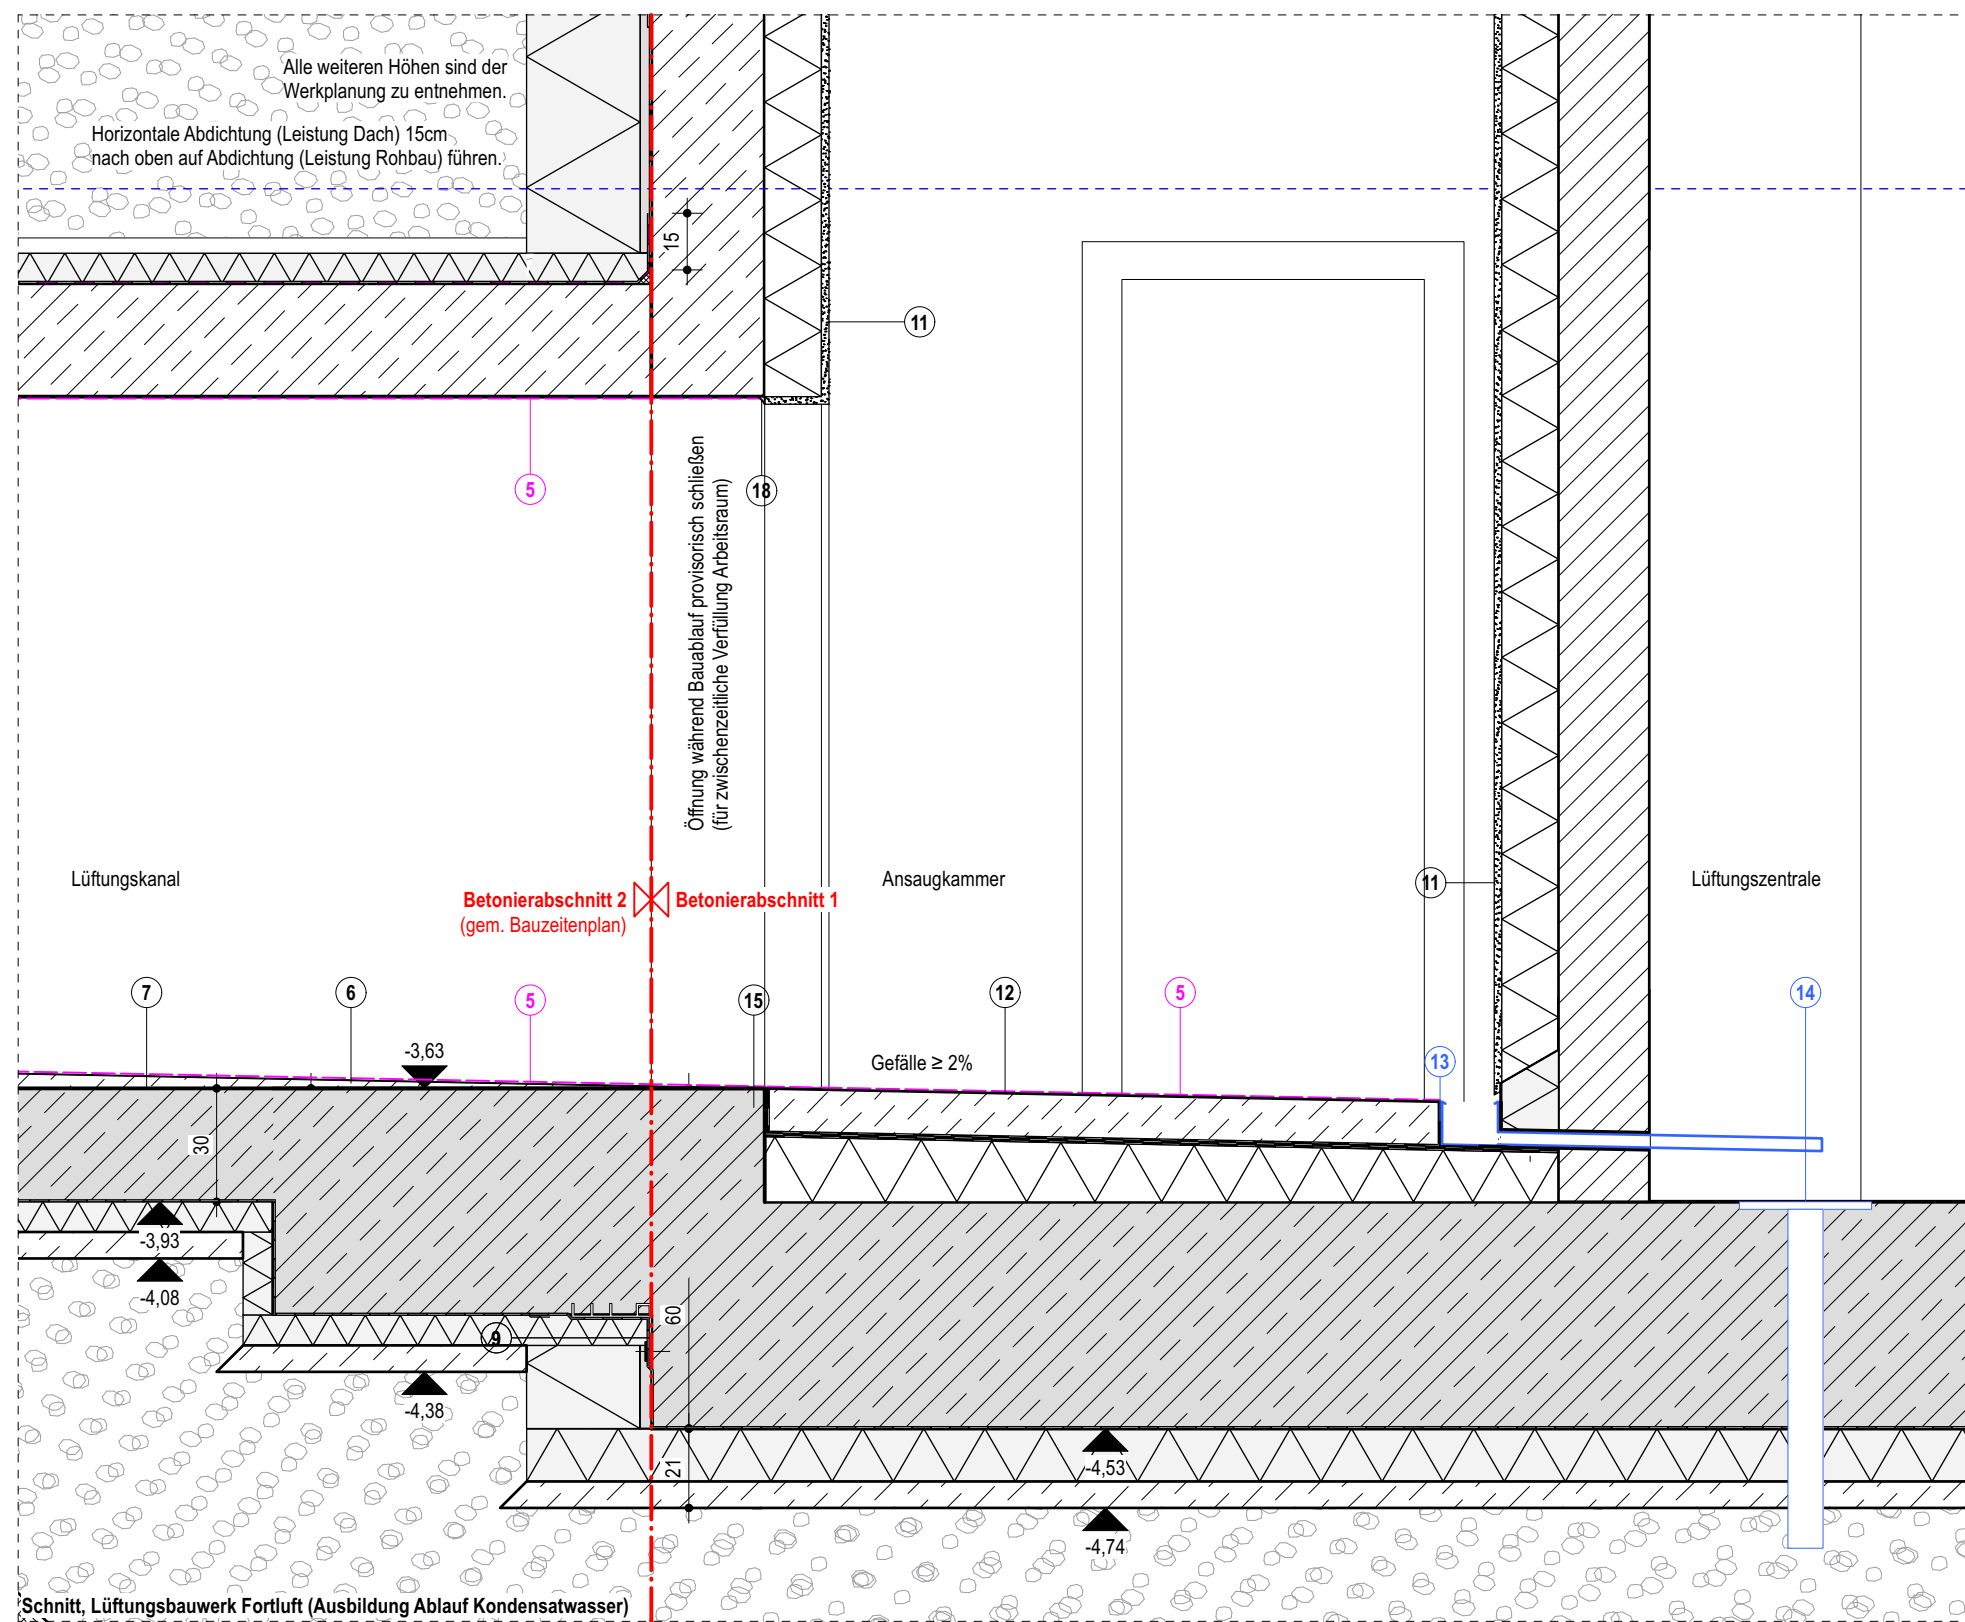 Alle weiteren Höhen sind der
Werkplanung zu entnehmen.
Horizontale Abdichtung (Leistung Dach) 15cm
nach oben auf Abdichtung (Leistung Rohbau) führen.
15
11
5
18
Öffnung während Bauablauf provisorisch schließen
(für zwischenzeitliche Verfüllung Arbeitsraum)
Lüftungskanal
Ansaugkammer
11
Lüftungszentrale
Betonierabschnitt 2
(gem. Bauzeitenplan)
Betonierabschnitt 1
7
6
5
15
12
5
14
-3,63
Gefälle ≥ 2%
13
30
-3,93
-4,08
9
60
-4,38
21
-4,53
-4,74
Schnitt, Lüftungsbauwerk Fortluft (Ausbildung Ablauf Kondensatwasser)